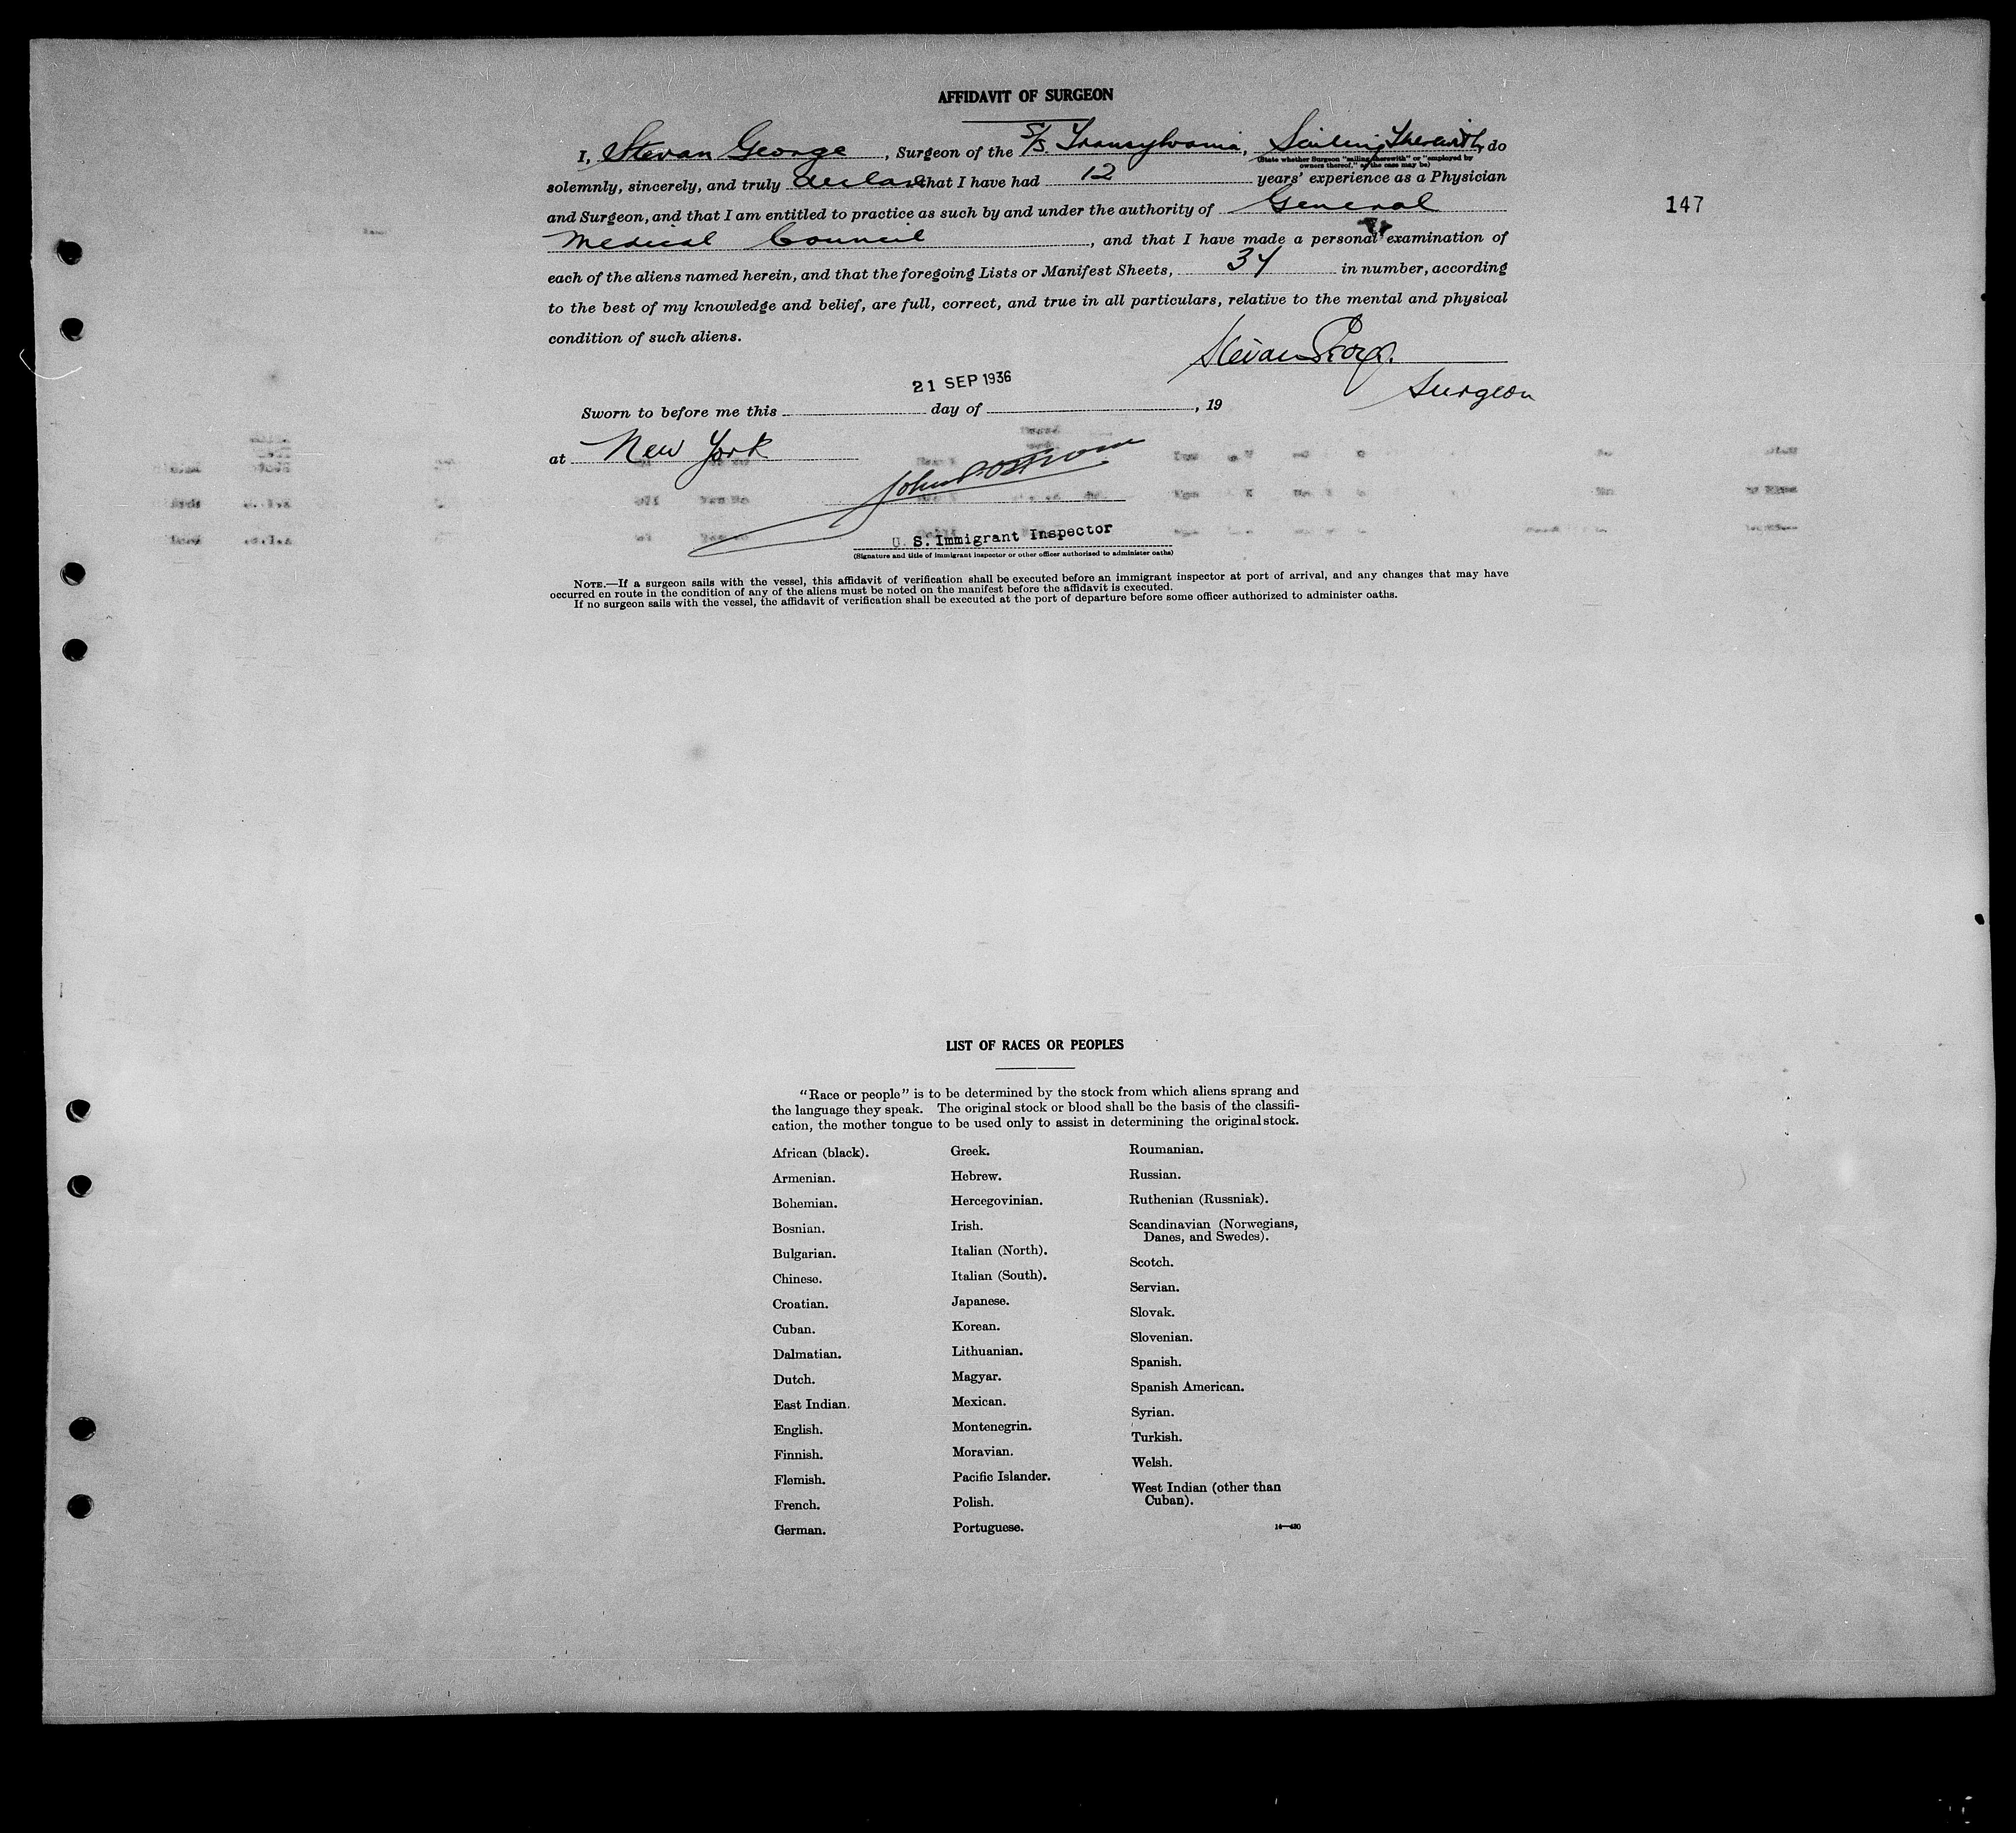 AFFIDAVIT OF SURGEON
I, Stevan George, Surgeon of the S/S. Transylvania, Sailing Therewith, do
(State whether Surgeon "sailing therewith" or "employed by
owners thereof," as the case may be)
solemnly, sincerely, and truly declare that I have had 12 years' experience as a Physician
and Surgeon, and that I am entitled to practice as such by and under the authority of General
Medical Council, and that I have made a personal examination of
each of the aliens named herein, and that the foregoing Lists or Manifest Sheets, 34 in number, according
to the best of my knowledge and belief, are full, correct, and true in all particulars, relative to the mental and physical
condition of such aliens.
147
Stevan George
Surgeon
21 SEP 1936
Sworn to before me this day of , 19
at New York
U. S. Immigrant Inspector
(Signature and title of immigrant inspector or other officer authorized to administer oaths)
NOTE.—If a surgeon sails with the vessel, this affidavit of verification shall be executed before an immigrant inspector at port of arrival, and any changes that may have
occurred en route in the condition of any of the aliens must be noted on the manifest before the affidavit is executed.
If no surgeon sails with the vessel, the affidavit of verification shall be executed at the port of departure before some officer authorized to administer oaths.
LIST OF RACES OR PEOPLES
"Race or people" is to be determined by the stock from which aliens sprang and
the language they speak. The original stock or blood shall be the basis of the classifi-
cation, the mother tongue to be used only to assist in determining the original stock.
African (black).
Armenian.
Bohemian.
Bosnian.
Bulgarian.
Chinese.
Croatian.
Cuban.
Dalmatian.
Dutch.
East Indian.
English.
Finnish.
Flemish.
French.
German.
Greek.
Hebrew.
Hercegovinian.
Irish.
Italian (North).
Italian (South).
Japanese.
Korean.
Lithuanian.
Magyar.
Mexican.
Montenegrin.
Moravian.
Pacific Islander.
Polish.
Portuguese.
Roumanian.
Russian.
Ruthenian (Russniak).
Scandinavian (Norwegians,
Danes, and Swedes).
Scotch.
Servian.
Slovak.
Slovenian.
Spanish.
Spanish American.
Syrian.
Turkish.
Welsh.
West Indian (other than
Cuban).